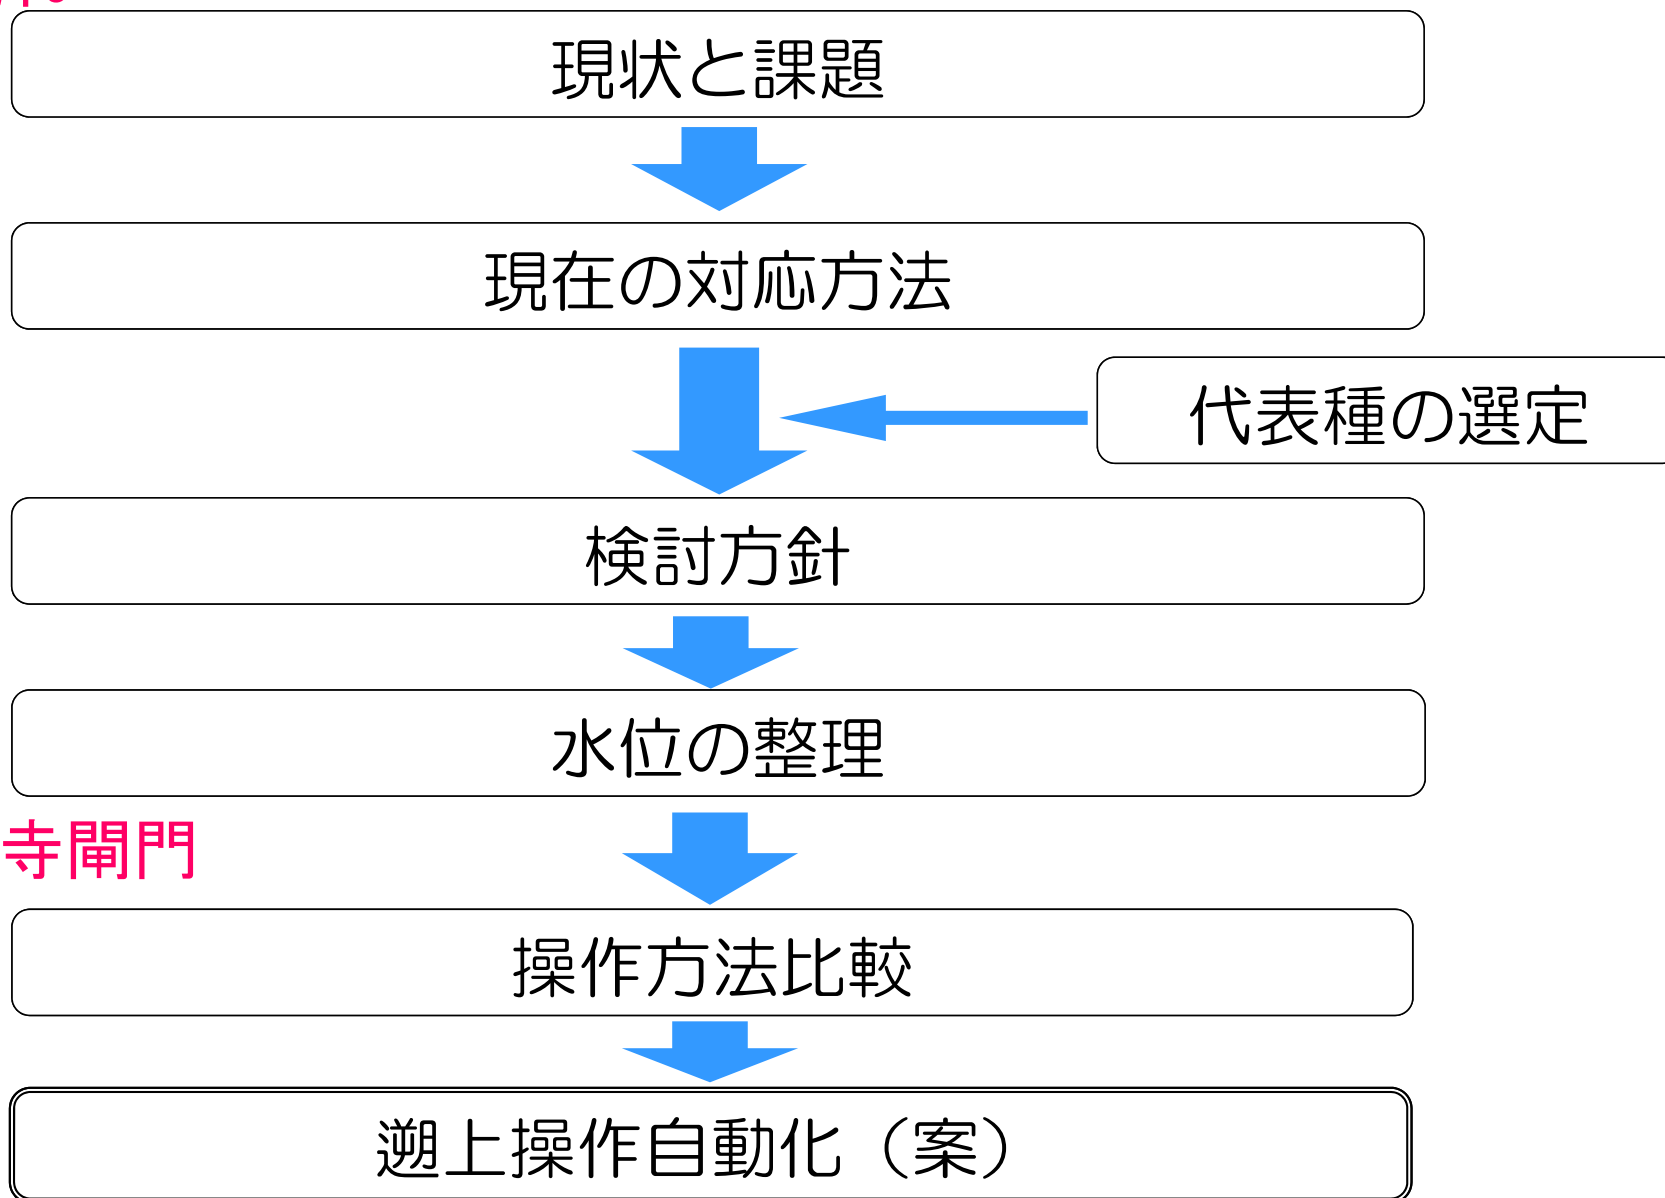 現状と課題
現在の対応方法
代表種の選定
検討方針
水位の整理
寺閘門
操作方法比較
遡上操作自動化（案）